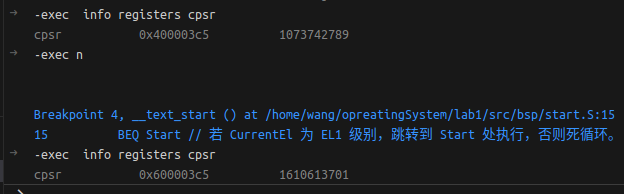 → -exec info registers cpsr
cpsr 0x400003c5 1073742789
→ -exec n
Breakpoint 4, __text_start () at /home/wang/opreatingSystem/lab1/src/bsp/start.S:15
15 BEQ Start // 若 CurrentEl 为 EL1 级别，跳转到 Start 处执行，否则死循环。
→ -exec info registers cpsr
cpsr 0x600003c5 1610613701